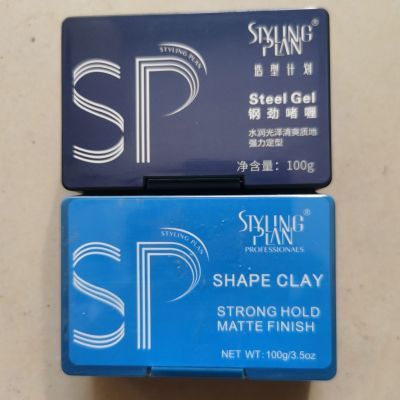 SP
STYLING PLAN
STYLING PLAN®
造型计划
Steel Gel
钢劲啫喱
水润光泽清爽质地
强力定型
净含量：100g
SP
STYLING PLAN
STYLING PLAN®
PROFESSIONALS
SHAPE CLAY
STRONG HOLD
MATTE FINISH
NET WT:100g/3.5oz